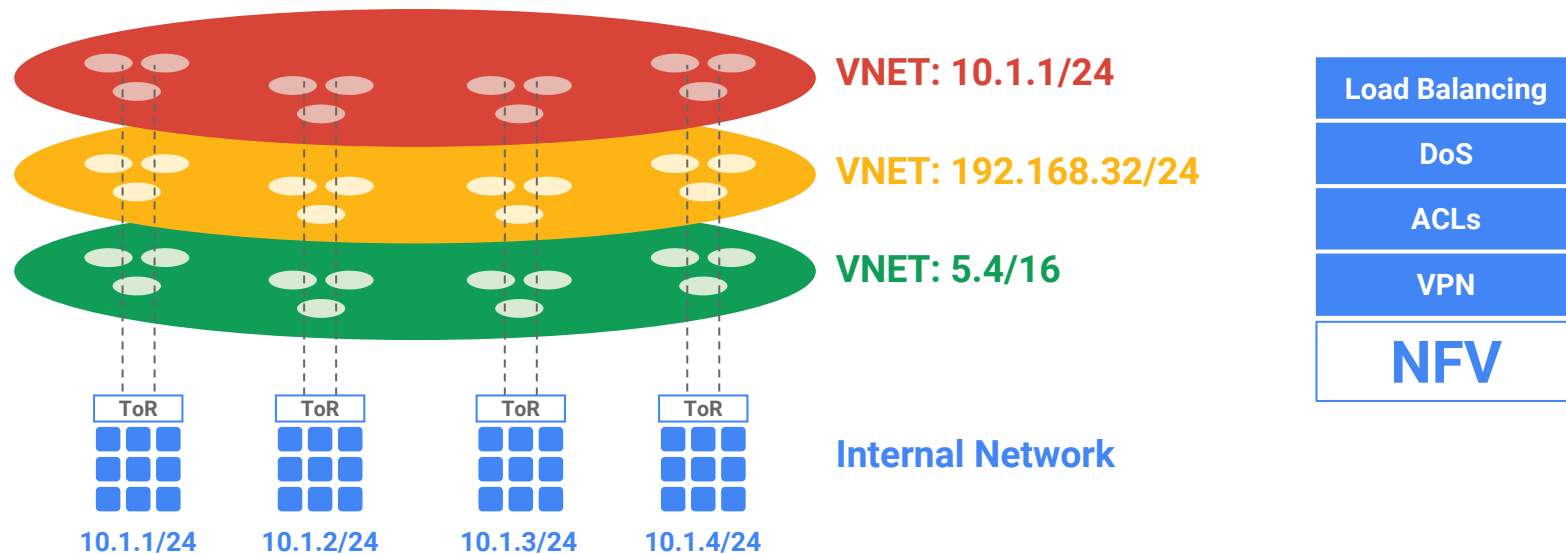 VNET: 10.1.1/24
VNET: 192.168.32/24
VNET: 5.4/16
Load Balancing
DoS
ACLs
VPN
NFV
ToR
ToR
ToR
ToR
Internal Network
10.1.1/24
10.1.2/24
10.1.3/24
10.1.4/24